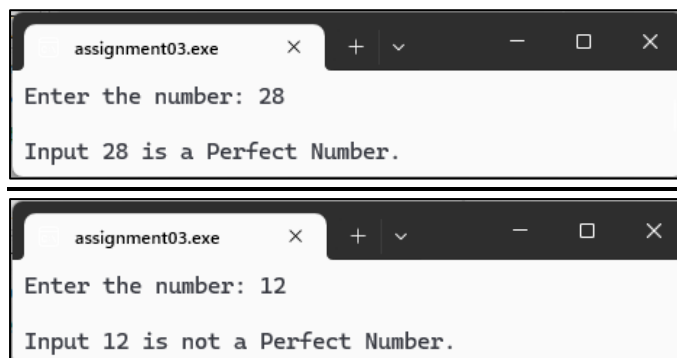 assignment03.exe
Enter the number: 28
Input 28 is a Perfect Number.
assignment03.exe
Enter the number: 12
Input 12 is not a Perfect Number.